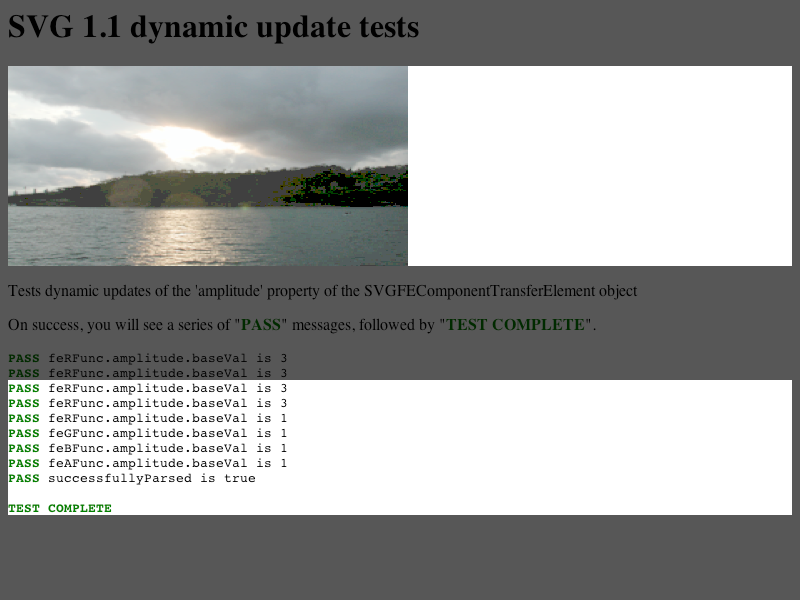 SVG 1.1 dynamic update tests
Tests dynamic updates of the 'amplitude' property of the SVGFEComponentTransferElement object
On success, you will see a series of "PASS" messages, followed by "TEST COMPLETE".
PASS feRFunc.amplitude.baseVal is 3
PASS feRFunc.amplitude.baseVal is 3
PASS feRFunc.amplitude.baseVal is 3
PASS feRFunc.amplitude.baseVal is 3
PASS feRFunc.amplitude.baseVal is 1
PASS feGFunc.amplitude.baseVal is 1
PASS feBFunc.amplitude.baseVal is 1
PASS feAFunc.amplitude.baseVal is 1
PASS successfullyParsed is true
TEST COMPLETE